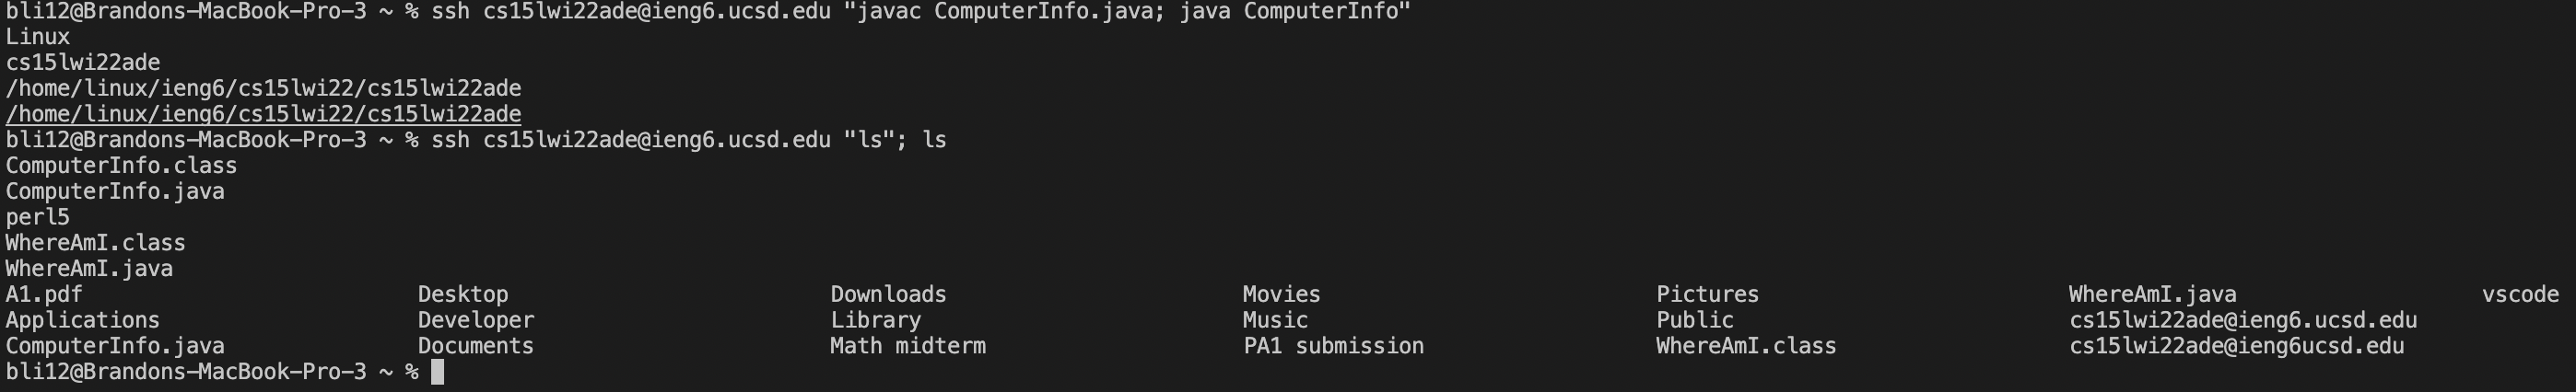 bli12@Brandons-MacBook-Pro-3 ~ % ssh cs15lwi22ade@ieng6.ucsd.edu "javac ComputerInfo.java; java ComputerInfo"
Linux
cs15lwi22ade
/home/linux/ieng6/cs15lwi22/cs15lwi22ade
/home/linux/ieng6/cs15lwi22/cs15lwi22ade
bli12@Brandons-MacBook-Pro-3 ~ % ssh cs15lwi22ade@ieng6.ucsd.edu "ls"; ls
ComputerInfo.class
ComputerInfo.java
perl5
WhereAmI.class
WhereAmI.java
A1.pdf Desktop Downloads Movies Pictures WhereAmI.java vscode
Applications Developer Library Music Public cs15lwi22ade@ieng6.ucsd.edu
ComputerInfo.java Documents Math midterm PA1 submission WhereAmI.class cs15lwi22ade@ieng6ucsd.edu
bli12@Brandons-MacBook-Pro-3 ~ %